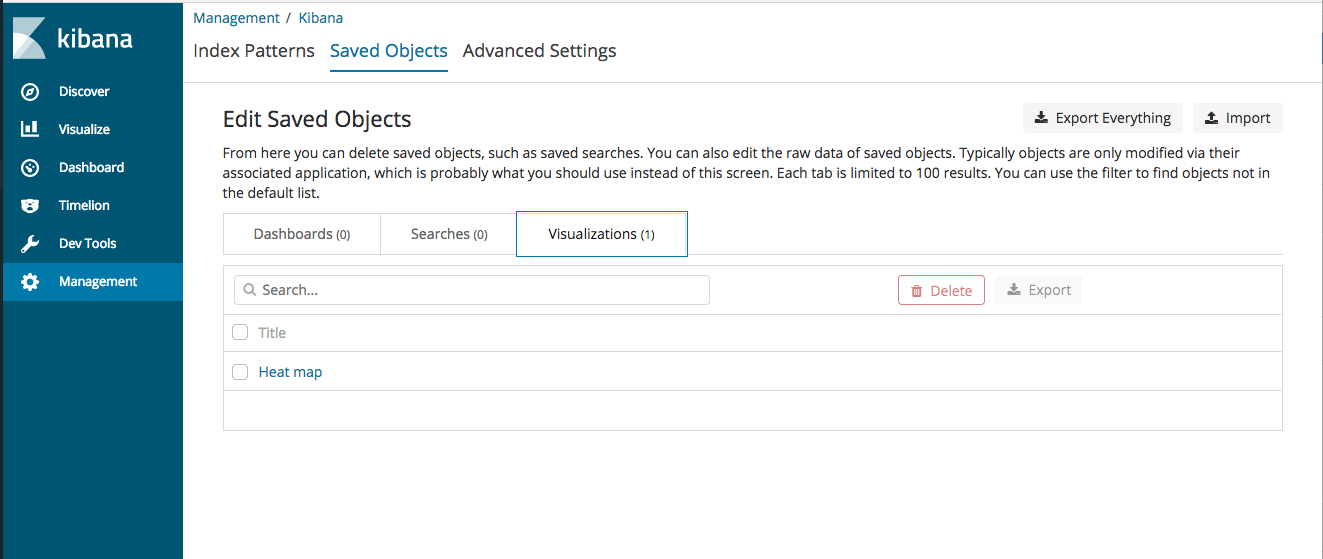 kibana
Discover
Visualize
Dashboard
Timelion
Dev Tools
Management
Management / Kibana
Index Patterns Saved Objects Advanced Settings
Edit Saved Objects
Export Everything Import
From here you can delete saved objects, such as saved searches. You can also edit the raw data of saved objects. Typically objects are only modified via their
associated application, which is probably what you should use instead of this screen. Each tab is limited to 100 results. You can use the filter to find objects not in
the default list.
Dashboards (0) Searches (0) Visualizations (1)
Search... Delete Export
Title
Heat map